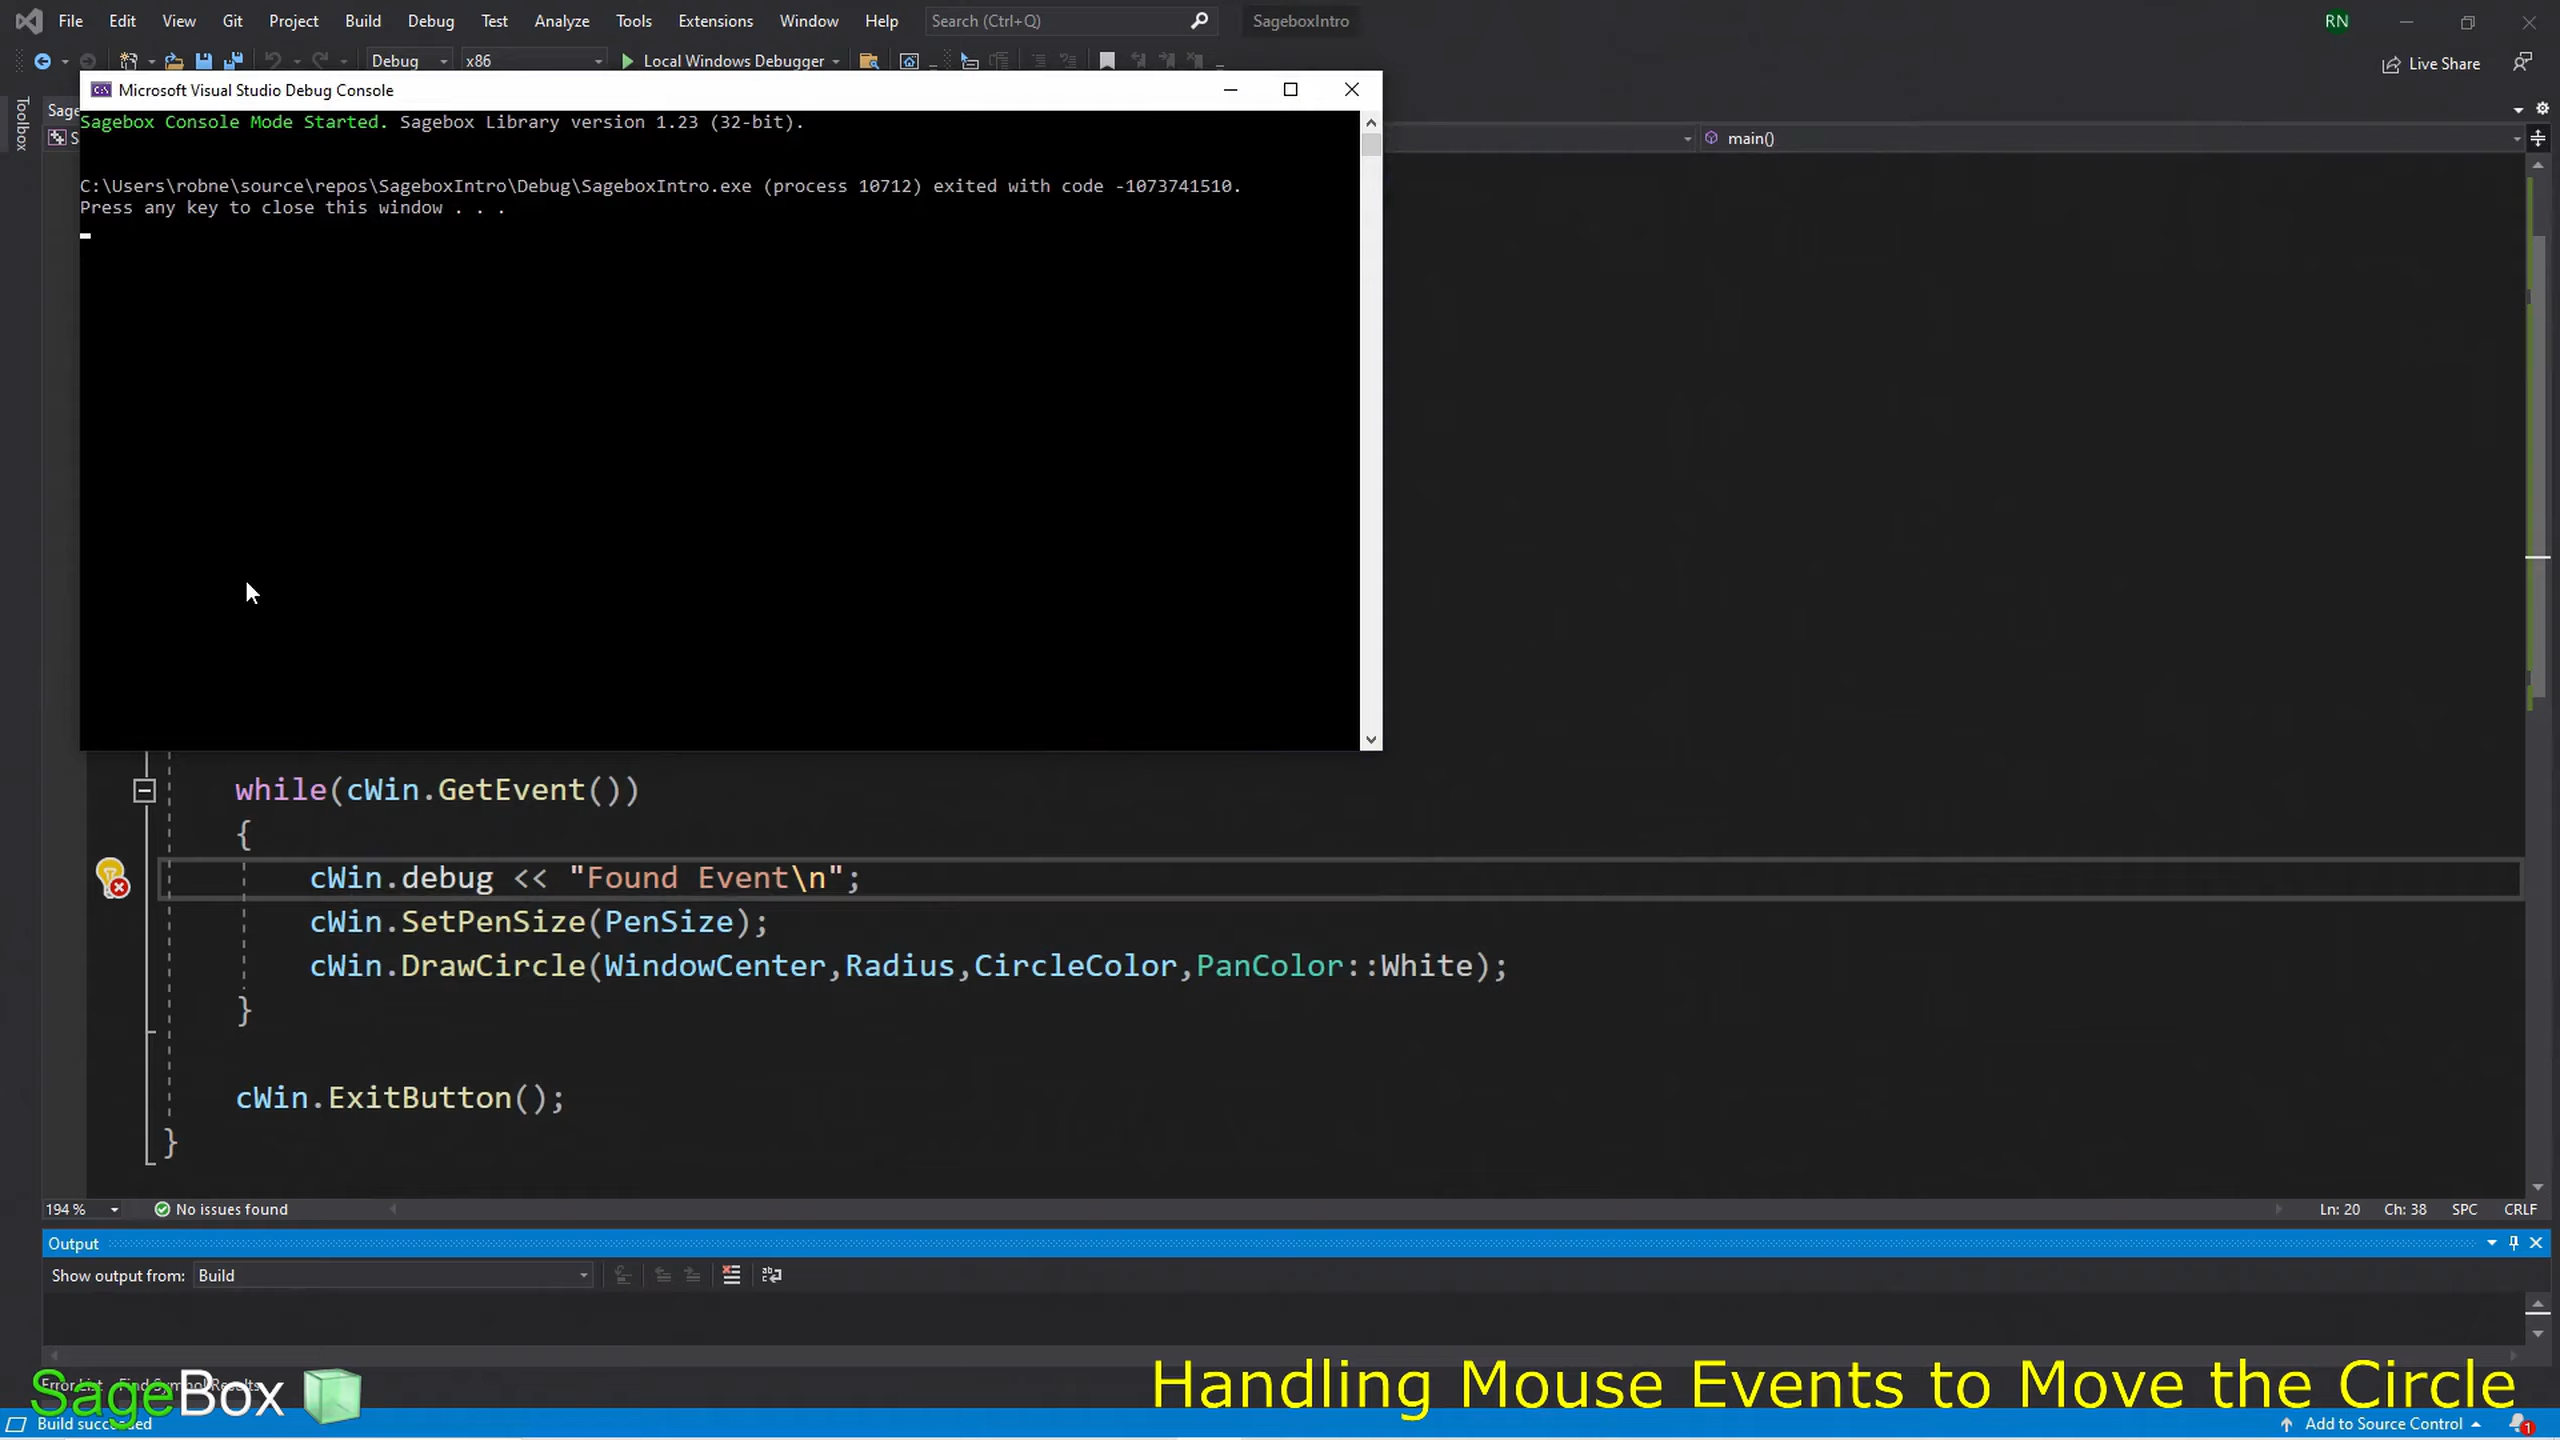 File Edit View Git Project Build Debug Test Analyze Tools Extensions Window Help Search (Ctrl+Q) SageboxIntro RN
Debug x86 Local Windows Debugger Live Share
Microsoft Visual Studio Debug Console
Toolbox
Sage
main()
Sagebox Console Mode Started. Sagebox Library version 1.23 (32-bit).
C:\Users\robne\source\repos\SageboxIntro\Debug\SageboxIntro.exe (process 10712) exited with code -1073741510.
Press any key to close this window . . .
while(cWin.GetEvent())
{
cWin.debug << "Found Event\n";
cWin.SetPenSize(PenSize);
cWin.DrawCircle(WindowCenter,Radius,CircleColor,PanColor::White);
}
cWin.ExitButton();
}
194 % No issues found Ln: 20 Ch: 38 SPC CRLF
Output
Show output from: Build
SageBox
Handling Mouse Events to Move the Circle
Build succeeded Add to Source Control 1